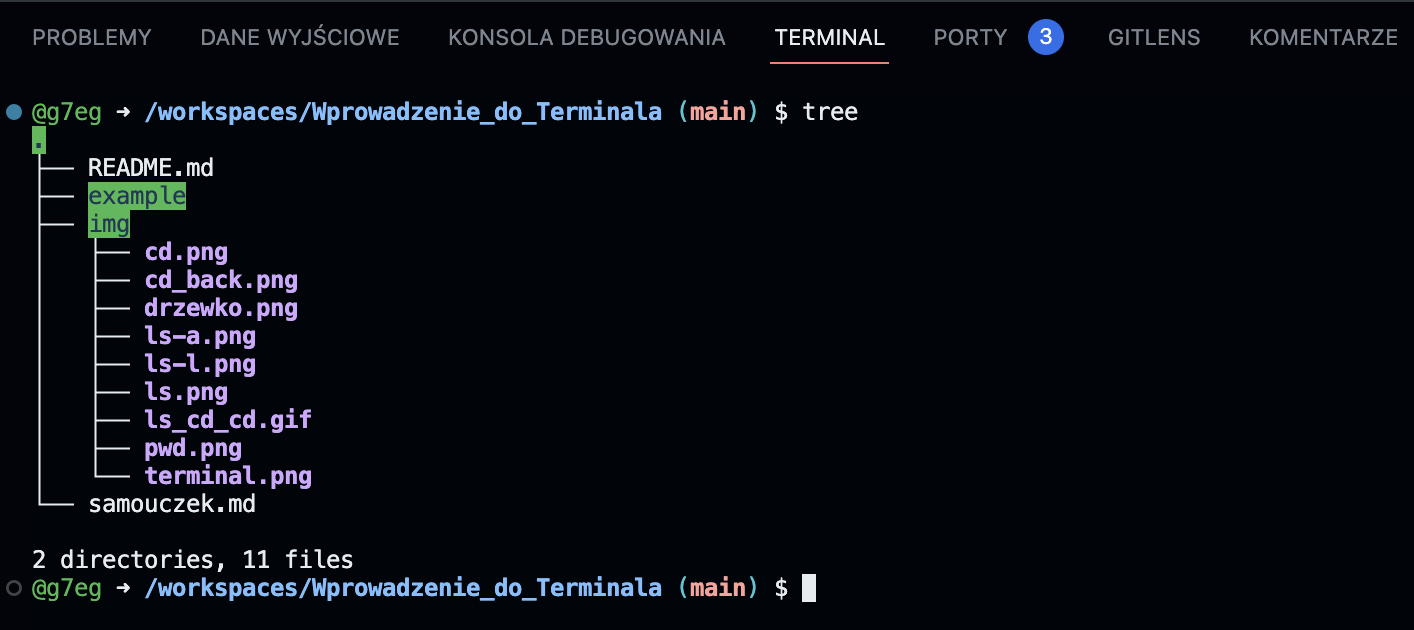 PROBLEMY DANE WYJŚCIOWE KONSOLA DEBUGOWANIA TERMINAL PORTY 3 GITLENS KOMENTARZE
@g7eg ➜ /workspaces/Wprowadzenie_do_Terminala (main) $ tree
.
├── README.md
├── example
├── img
│   ├── cd.png
│   ├── cd_back.png
│   ├── drzewko.png
│   ├── ls-a.png
│   ├── ls-l.png
│   ├── ls.png
│   ├── ls_cd_cd.gif
│   ├── pwd.png
│   └── terminal.png
└── samouczek.md
2 directories, 11 files
@g7eg ➜ /workspaces/Wprowadzenie_do_Terminala (main) $